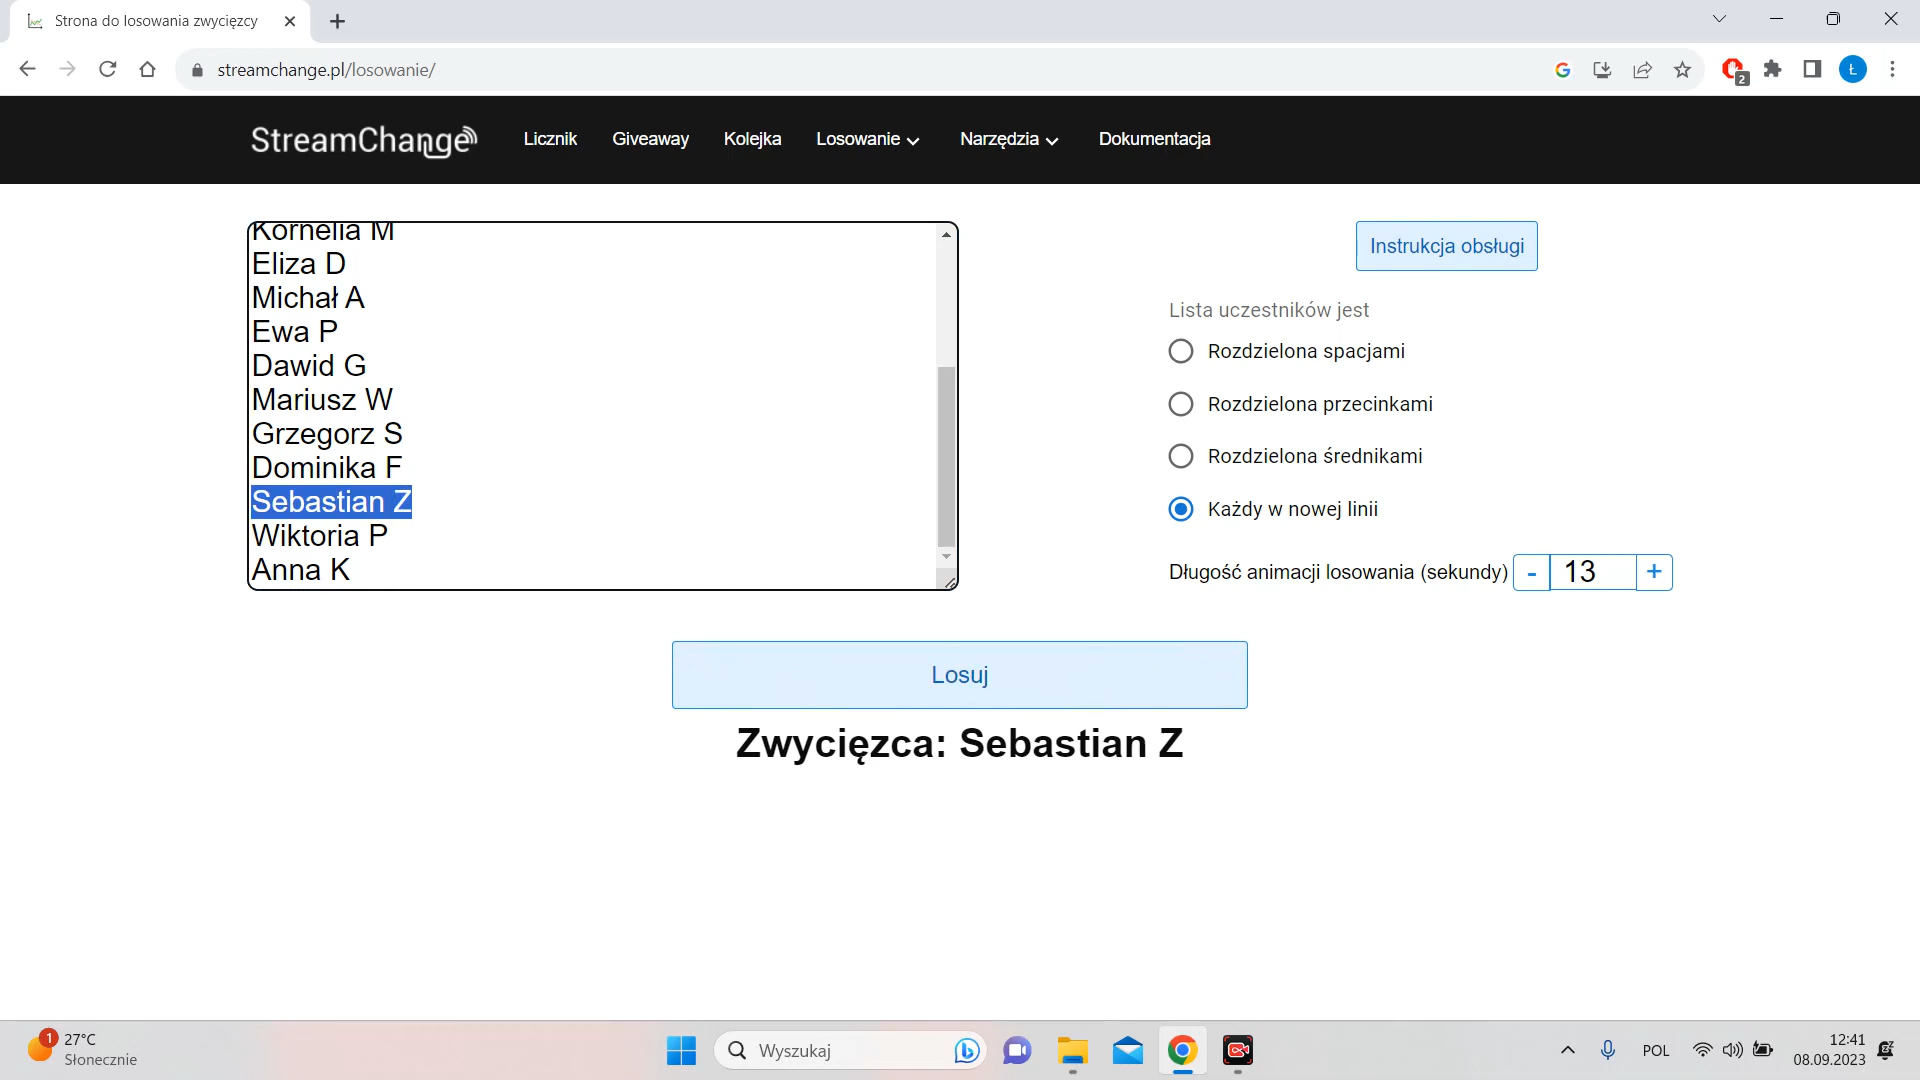 Strona do losowania zwycięzcy
streamchange.pl/losowanie/
2
Ł
StreamChange
Licznik
Giveaway
Kolejka
Losowanie
Narzędzia
Dokumentacja
Kornelia M
Eliza D
Michał A
Ewa P
Dawid G
Mariusz W
Grzegorz S
Dominika F
Sebastian Z
Wiktoria P
Anna K
Instrukcja obsługi
Lista uczestników jest
Rozdzielona spacjami
Rozdzielona przecinkami
Rozdzielona średnikami
Każdy w nowej linii
Długość animacji losowania (sekundy) - 13 +
Losuj
Zwycięzca: Sebastian Z
1
27°C
Słonecznie
Wyszukaj
POL
12:41
08.09.2023